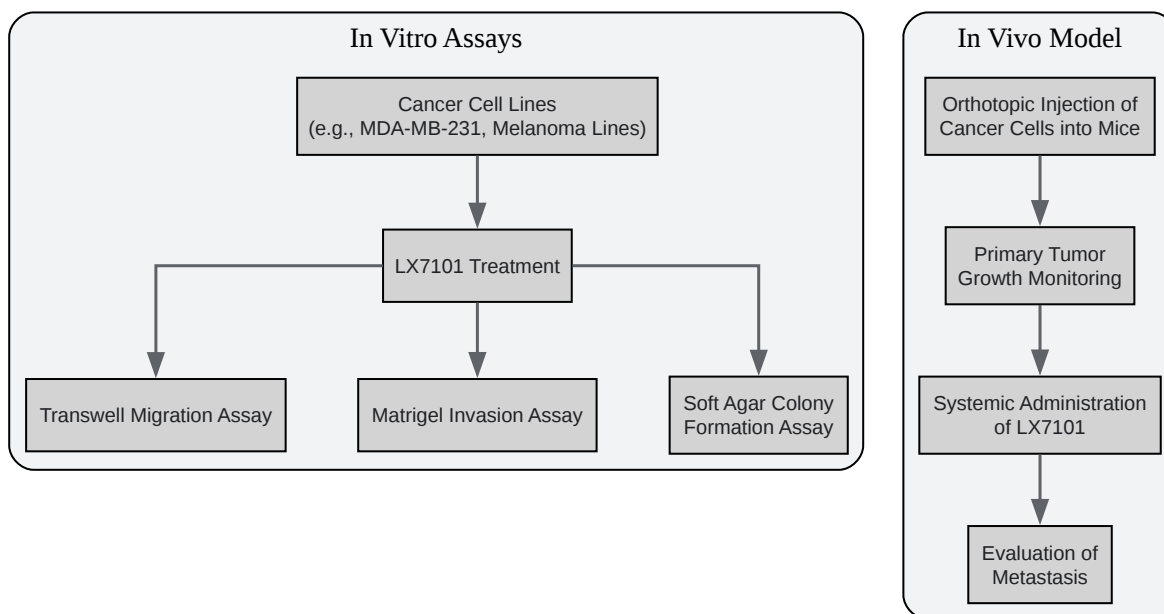 In Vitro Assays
Cancer Cell Lines
(e.g., MDA-MB-231, Melanoma Lines)
LX7101 Treatment
Transwell Migration Assay
Matrigel Invasion Assay
Soft Agar Colony
Formation Assay
In Vivo Model
Orthotopic Injection of
Cancer Cells into Mice
Primary Tumor
Growth Monitoring
Systemic Administration
of LX7101
Evaluation of
Metastasis